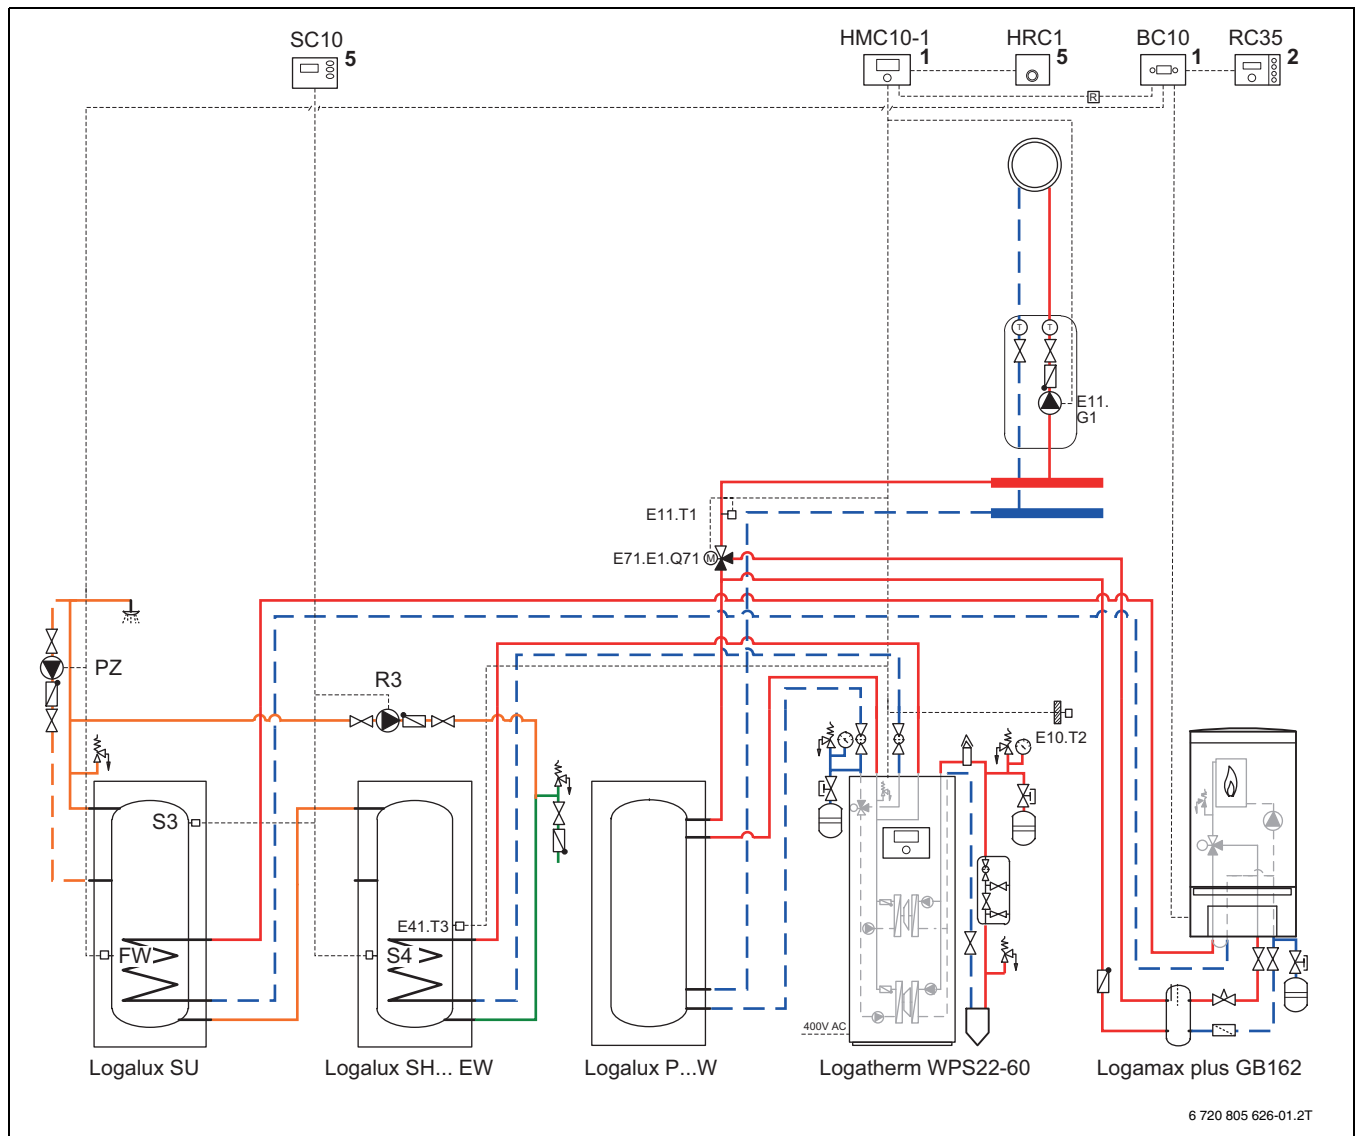 SC10
5
HMC10-1
1
HRC1
5
BC10
1
RC35
2
R
T
T
E11.
G1
E11.T1
E71.E1.Q71
M
PZ
R3
E10.T2
S3
E41.T3
FW
S4
400V AC
Logalux SU
Logalux SH... EW
Logalux P...W
Logatherm WPS22-60
Logamax plus GB162
6 720 805 626-01.2T